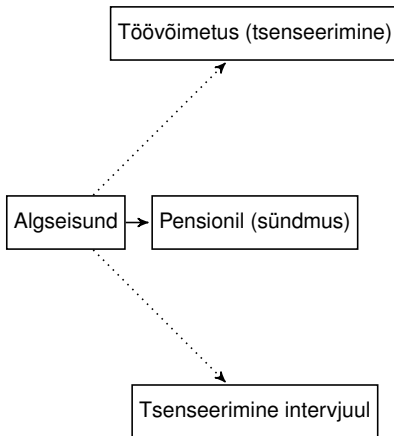 Töövõimetus (tsenseerimine)
Algseisund
Pensionil (sündmus)
Tsenseerimine intervjuul